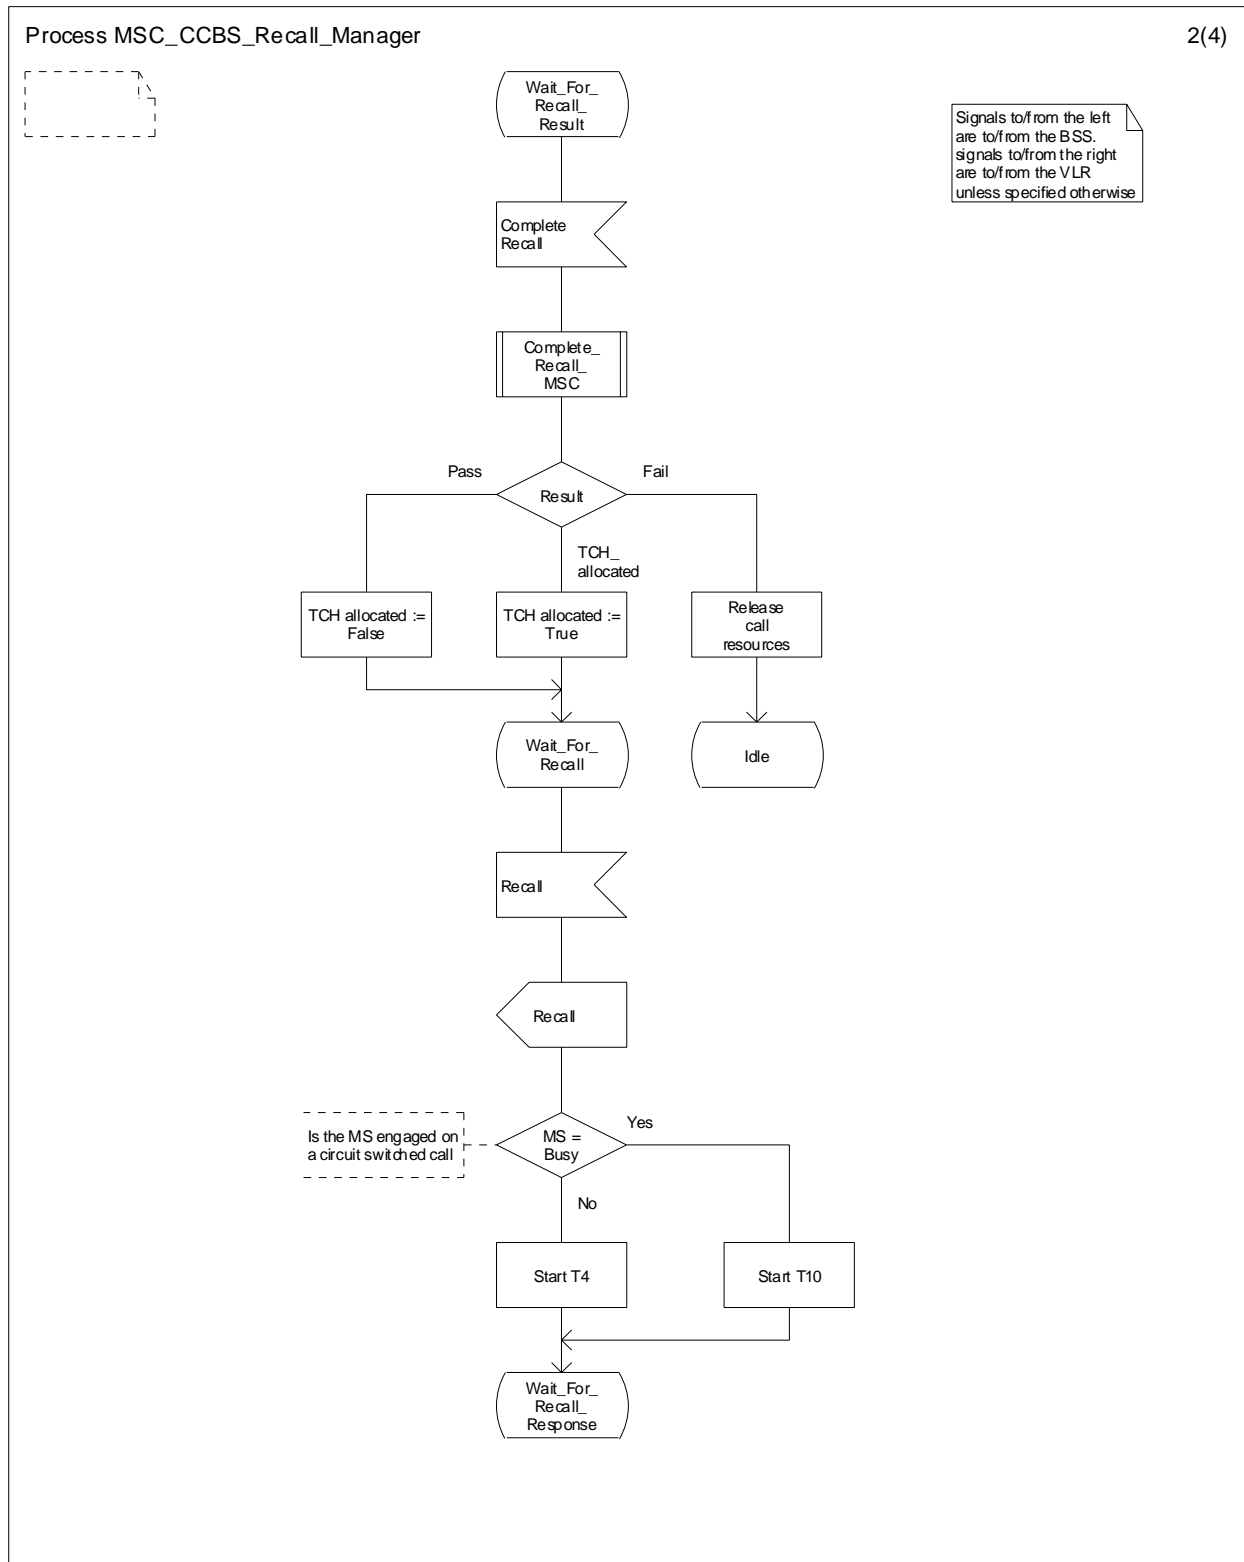 Process MSC_CCBS_Recall_Manager
2(4)
Wait_For_
Recall_
Result
Signals to/from the left
are to/from the BSS.
signals to/from the right
are to/from the VLR
unless specified otherwise
Complete
Recall
Complete_
Recall_
MSC
Pass
Fail
Result
TCH_
allocated
TCH allocated :=
False
TCH allocated :=
True
Release
call
resources
Wait_For_
Recall
Idle
Recall
Recall
Is the MS engaged on
a circuit switched call
MS =
Busy
Yes
No
Start T4
Start T10
Wait_For_
Recall_
Response